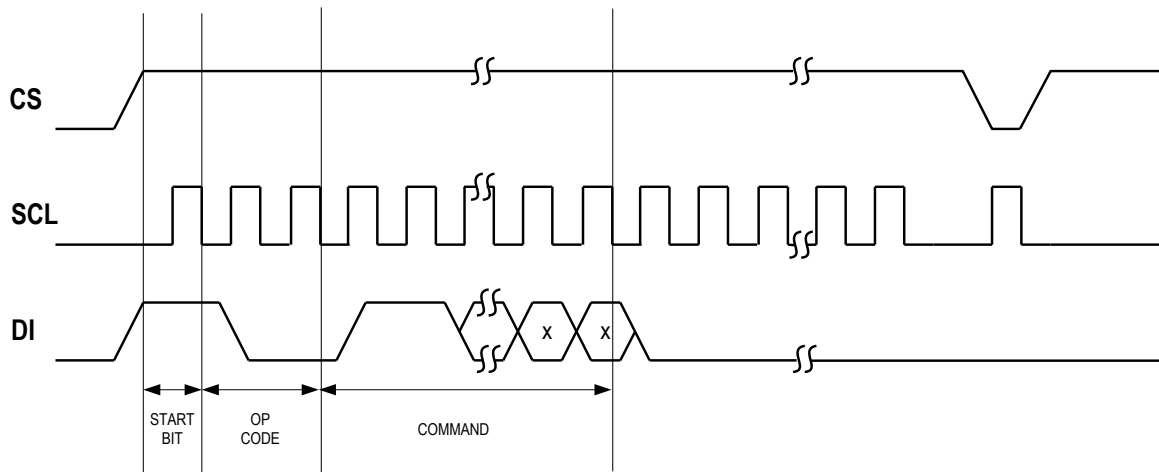 CS
SCL
DI
X X
START
BIT
OP
CODE
COMMAND